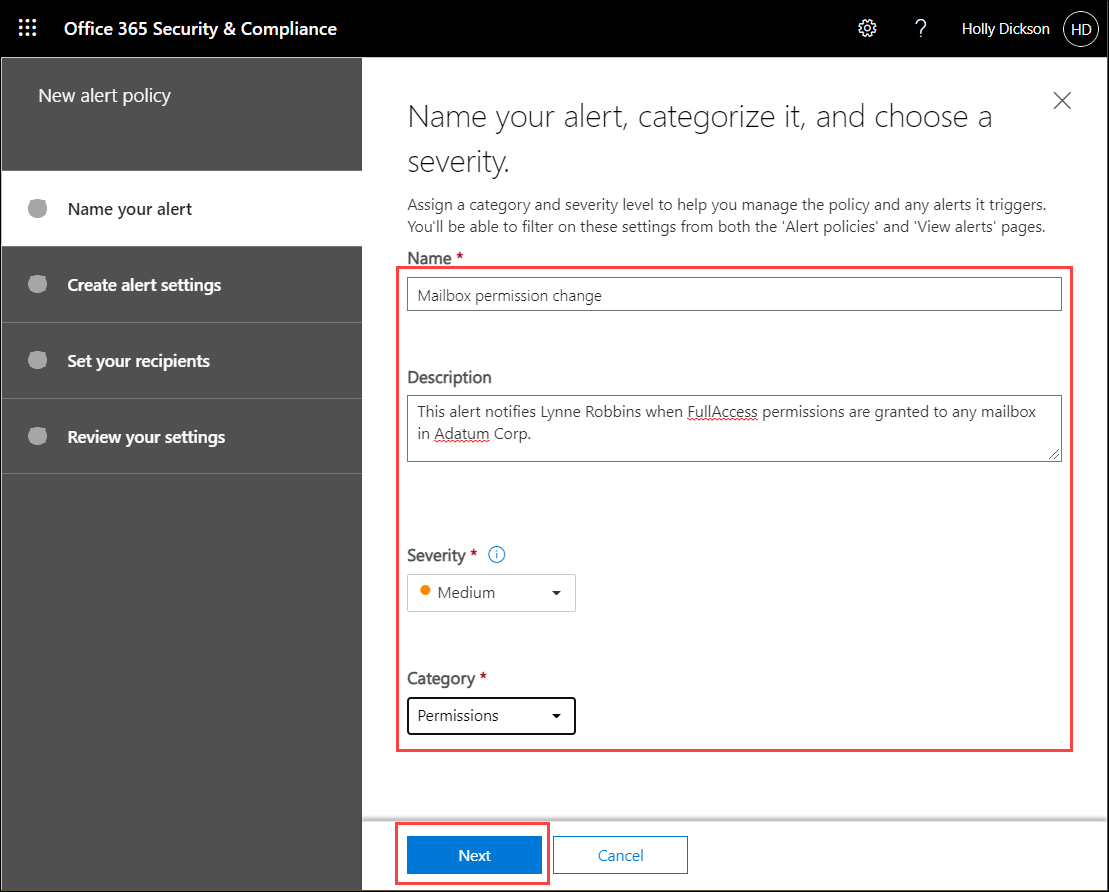 Office 365 Security & Compliance
?
Holly Dickson
HD
New alert policy
Name your alert
Create alert settings
Set your recipients
Review your settings
Name your alert, categorize it, and choose a
severity.
Assign a category and severity level to help you manage the policy and any alerts it triggers.
You'll be able to filter on these settings from both the 'Alert policies' and 'View alerts' pages.
Name *
Mailbox permission change
Description
This alert notifies Lynne Robbins when FullAccess permissions are granted to any mailbox
in Adatum Corp.
Severity *
Medium
Category *
Permissions
Next
Cancel